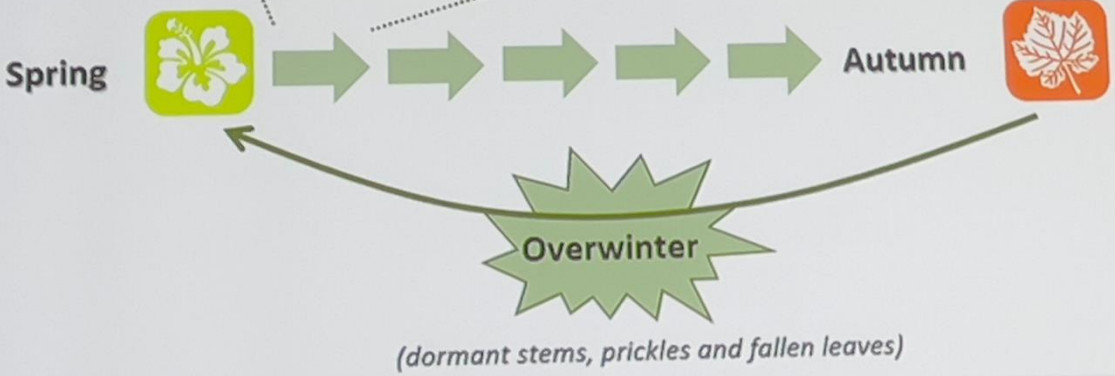 Spring
Autumn
Overwinter
(dormant stems, prickles and fallen leaves)